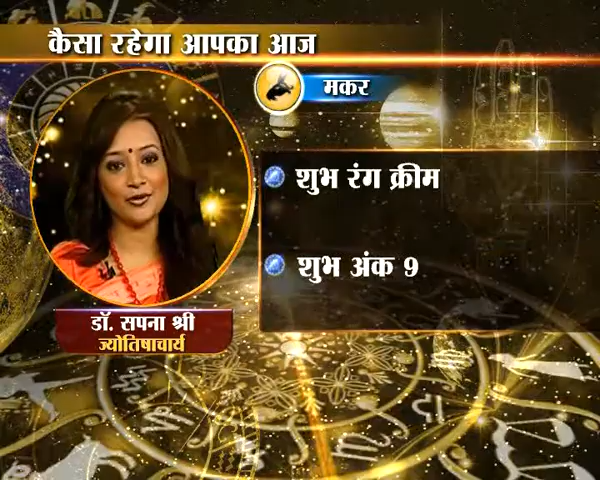 कैसा रहेगा आपका आज
मकर
शुभ रंग क्रीम
शुभ अंक 9
डॉ. सपना श्री
ज्योतिषाचार्य